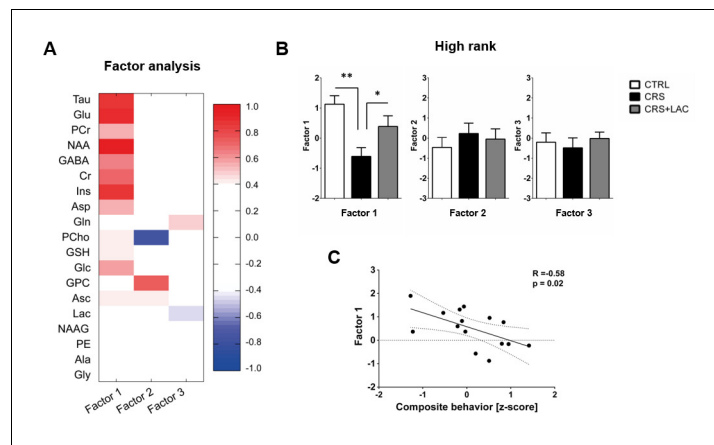 A
Factor analysis
Tau
Glu
PCr
NAA
GABA
Cr
Ins
Asp
Gln
PCho
GSH
Glc
GPC
Asc
Lac
NAAG
PE
Ala
Gly
1.0
0.8
0.6
0.4
0.2
0.0
-0.2
-0.4
-0.6
-0.8
-1.0
Factor 1
Factor 2
Factor 3
B
High rank
Factor 1
2
1
0
-1
-2
**
*
Factor 1
Factor 2
3
2
1
0
-1
-2
-3
Factor 2
Factor 3
3
2
1
0
-1
-2
-3
Factor 3
CTRL
CRS
CRS+LAC
C
R =-0.58
p = 0.02
Factor 1
3
2
1
0
-1
-2
-2
-1
0
1
2
Composite behavior [z-score]